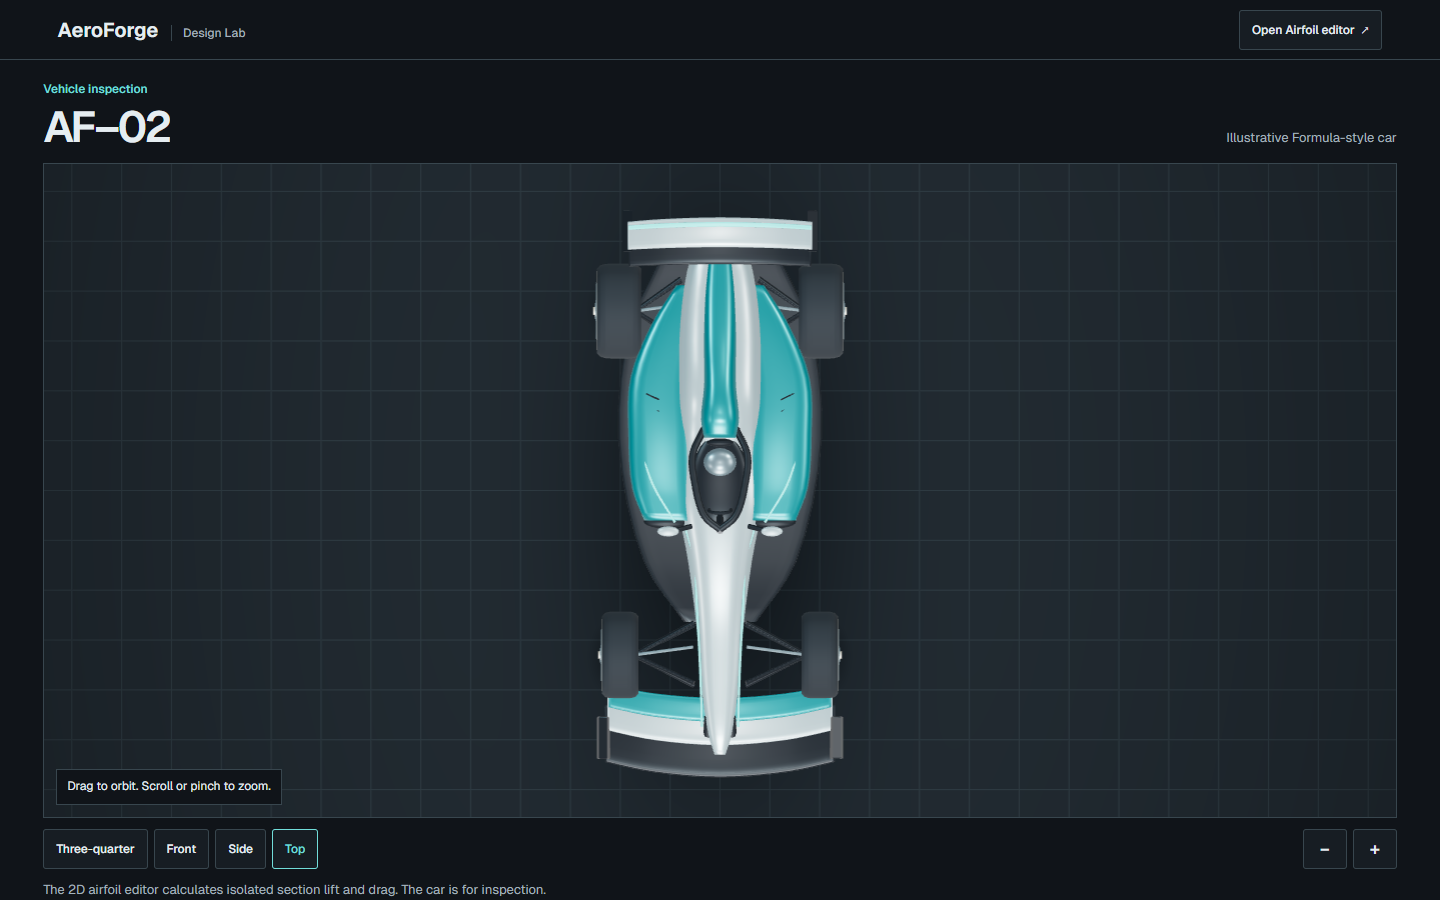 AeroForge
Design Lab
Open Airfoil editor ↗
Vehicle inspection
AF–02
Illustrative Formula-style car
Drag to orbit. Scroll or pinch to zoom.
Three-quarter
Front
Side
Top
−
+
The 2D airfoil editor calculates isolated section lift and drag. The car is for inspection.